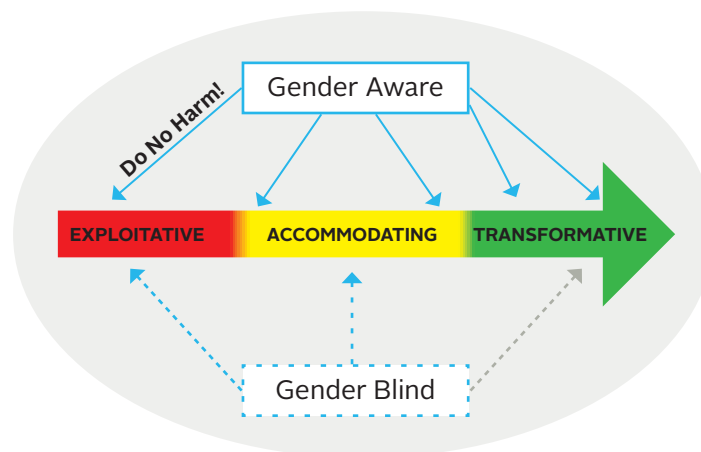 Gender Aware
Do No Harm!
EXPLOITATIVE
ACCOMMODATING
TRANSFORMATIVE
Gender Blind